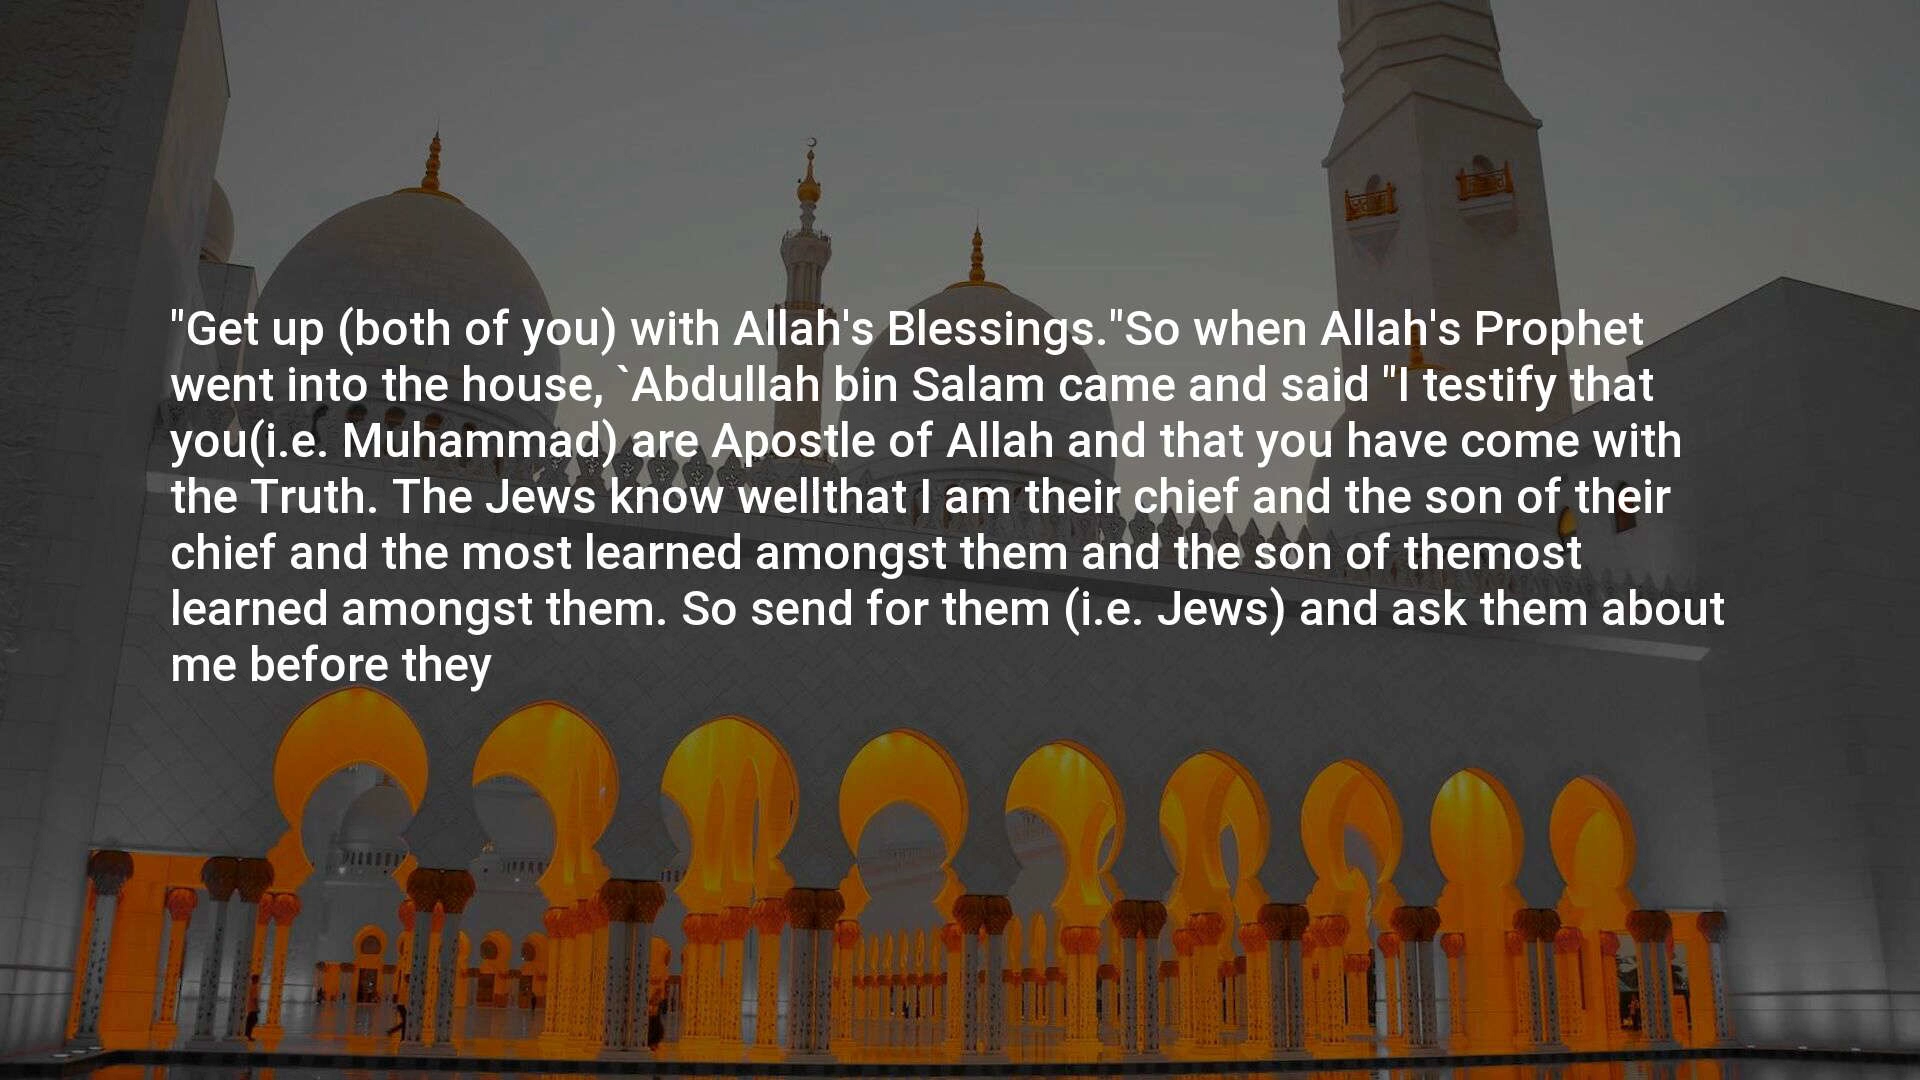 "Get up (both of you) with Allah's Blessings."So when Allah's Prophet
went into the house, `Abdullah bin Salam came and said "I testify that
you(i.e. Muhammad) are Apostle of Allah and that you have come with
the Truth. The Jews know wellthat I am their chief and the son of their
chief and the most learned amongst them and the son of themost
learned amongst them. So send for them (i.e. Jews) and ask them about
me before they